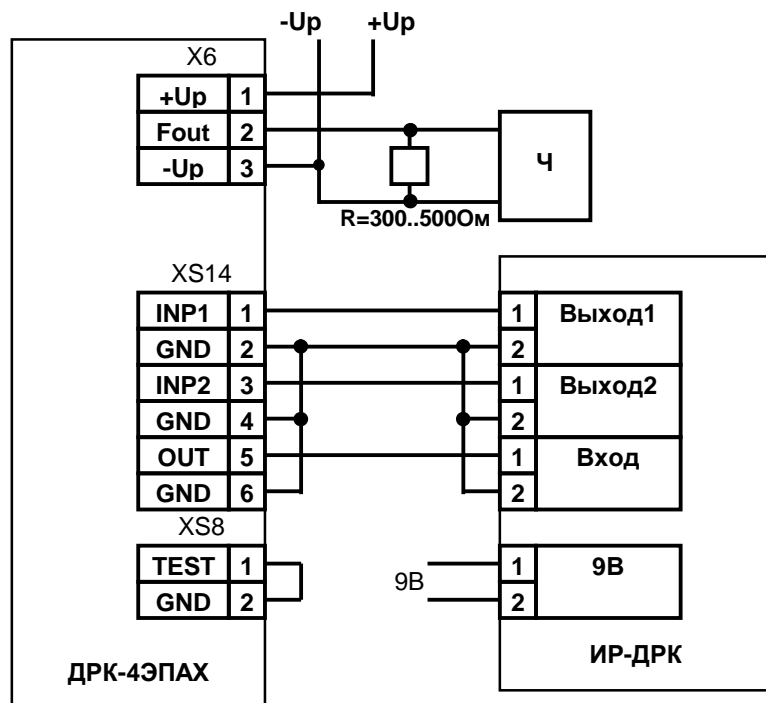 -Up +Up
X6
+Up 1
Fout 2
-Up 3
Ч
R=300..500Ом
XS14
INP1 1
GND 2
INP2 3
GND 4
OUT 5
GND 6
1 Выход1
2
1 Выход2
2
1 Вход
2
XS8
TEST 1
GND 2
9В
1 9В
2
ДРК-4ЭПАХ
ИР-ДРК